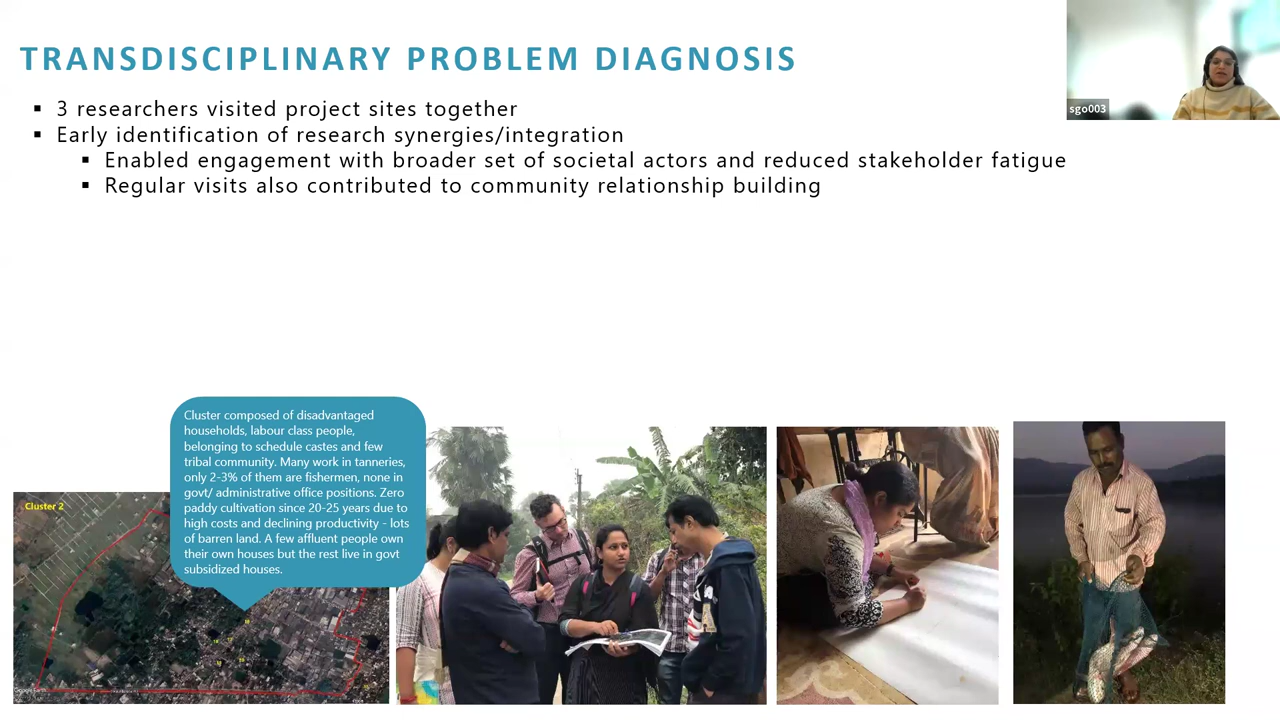 TRANSDISCIPLINARY PROBLEM DIAGNOSIS
sgo003
▪ 3 researchers visited project sites together
▪ Early identification of research synergies/integration
▪ Enabled engagement with broader set of societal actors and reduced stakeholder fatigue
▪ Regular visits also contributed to community relationship building
Cluster composed of disadvantaged
households, labour class people,
belonging to schedule castes and few
tribal community. Many work in tanneries,
only 2-3% of them are fishermen, none in
govt/ administrative office positions. Zero
paddy cultivation since 20-25 years due to
high costs and declining productivity - lots
of barren land. A few affluent people own
their own houses but the rest live in govt
subsidized houses.
Cluster 2
Google Earth